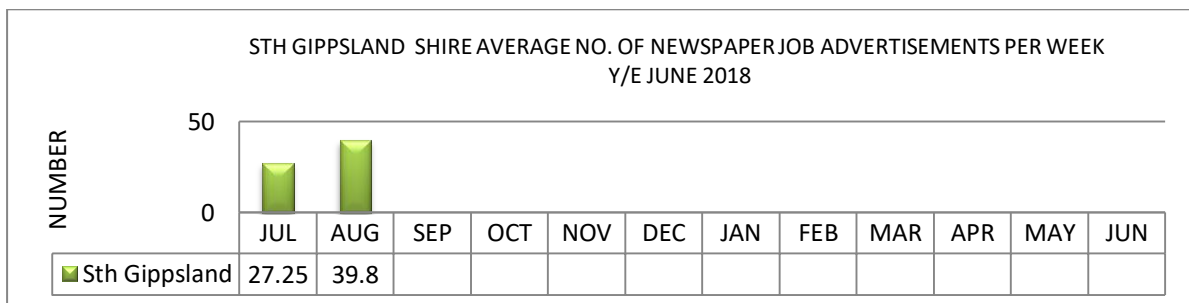 STH GIPPSLAND SHIRE AVERAGE NO. OF NEWSPAPER JOB ADVERTISEMENTS PER WEEK
Y/E JUNE 2018
NUMBER
50
0
JUL AUG SEP OCT NOV DEC JAN FEB MAR APR MAY JUN
Sth Gippsland 27.25 39.8